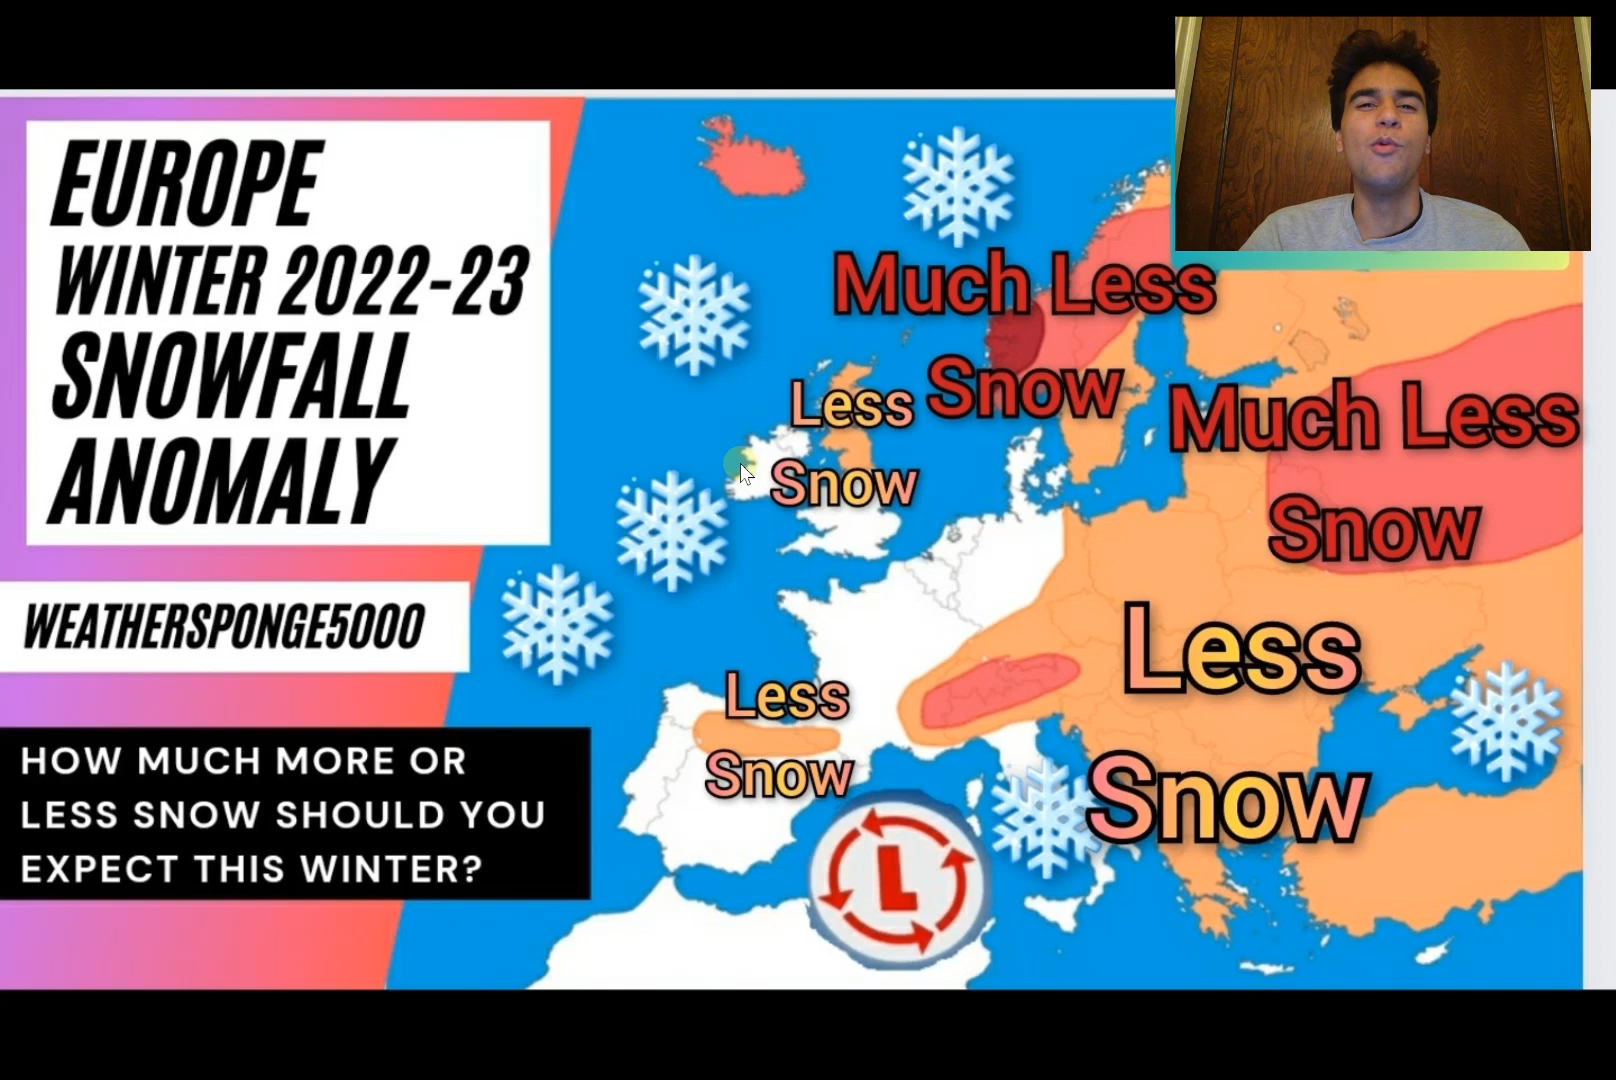 EUROPE
WINTER 2022-23
SNOWFALL
ANOMALY
WEATHERSPONGE5000
HOW MUCH MORE OR
LESS SNOW SHOULD YOU
EXPECT THIS WINTER?
Much Less
Snow
Less
Snow
Much Less
Snow
Less
Snow
Less
Snow
L